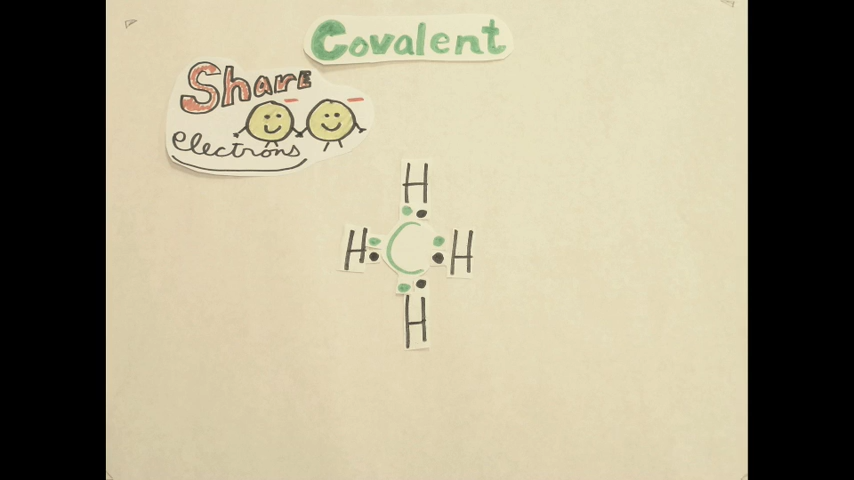 Covalent
Share
electrons
H
H C H
H